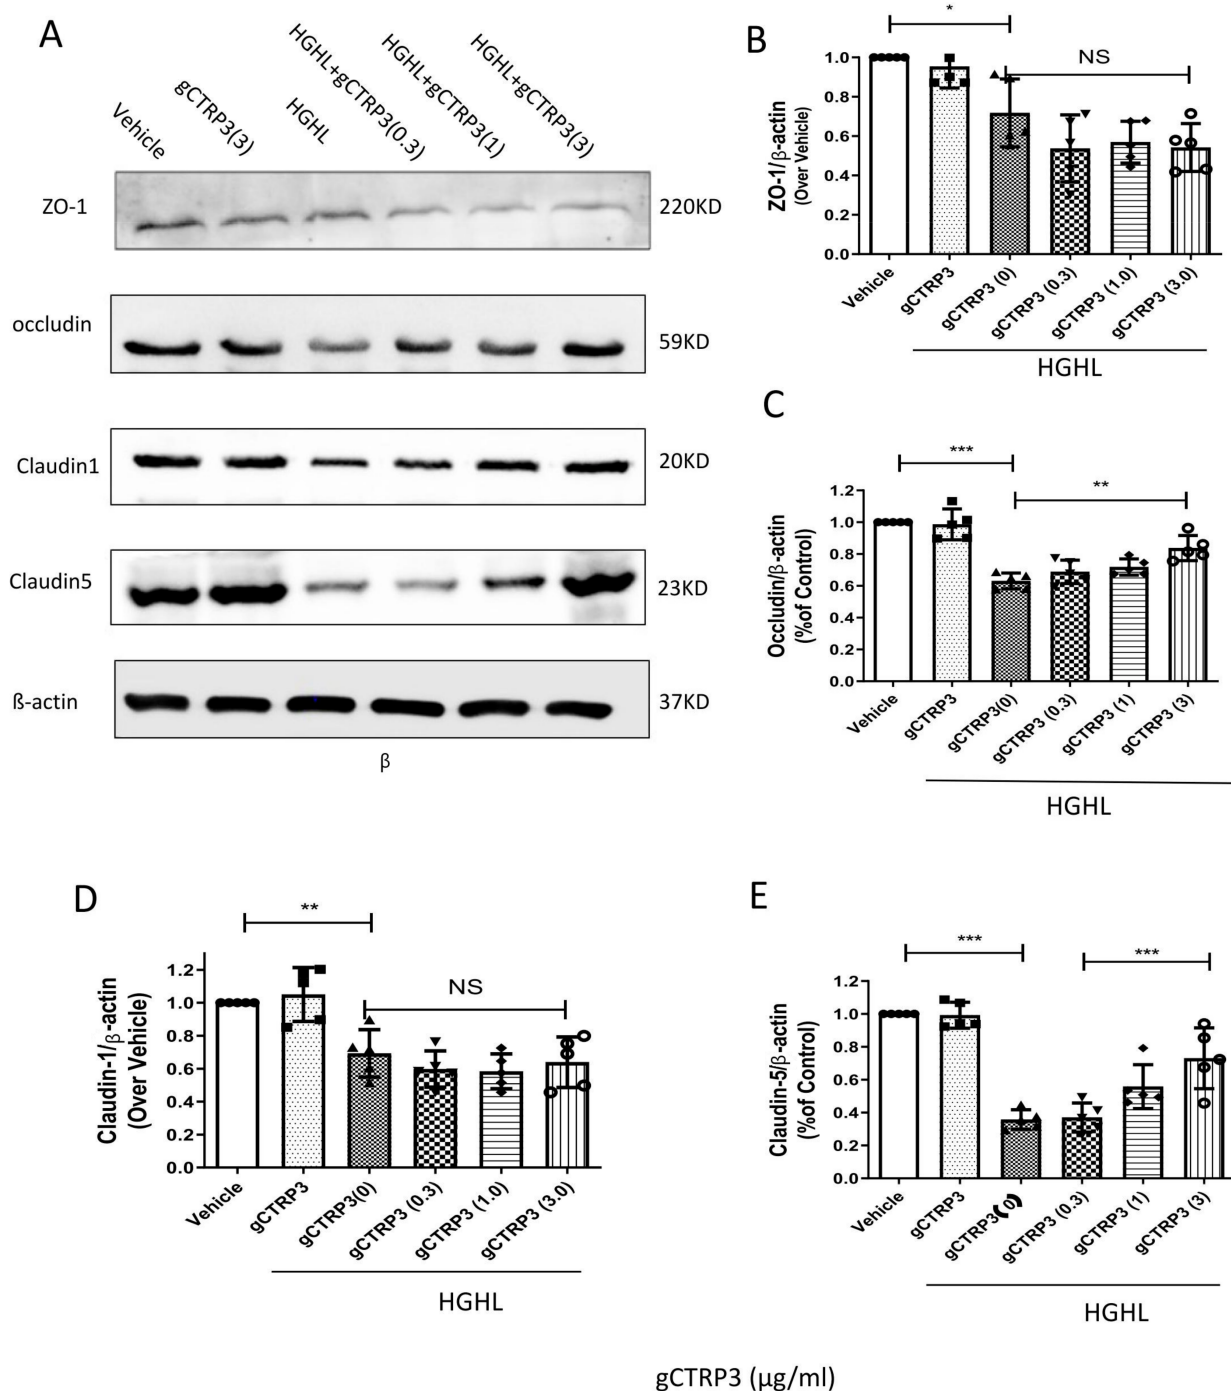 A
Vehicle
gCTRP3(3)
HGHL
HGHL+gCTRP3(0.3)
HGHL+gCTRP3(1)
HGHL+gCTRP3(3)
ZO-1
220KD
occludin
59KD
Claudin1
20KD
Claudin5
23KD
ß-actin
37KD
β
B
*
NS
ZO-1/β-actin
(Over Vehicle)
1.0
0.8
0.6
0.4
0.2
0.0
Vehicle
gCTRP3
gCTRP3 (0)
gCTRP3 (0.3)
gCTRP3 (1.0)
gCTRP3 (3.0)
HGHL
C
***
**
Occludin/β-actin
(%of Control)
1.2
1.0
0.8
0.6
0.4
0.2
0.0
Vehicle
gCTRP3
gCTRP3(0)
gCTRP3 (0.3)
gCTRP3 (1)
gCTRP3 (3)
HGHL
D
**
NS
Claudin-1/β-actin
(Over Vehicle)
1.2
1.0
0.8
0.6
0.4
0.2
0.0
Vehicle
gCTRP3
gCTRP3(0)
gCTRP3 (0.3)
gCTRP3 (1.0)
gCTRP3 (3.0)
HGHL
E
***
***
Claudin-5/β-actin
(%of Control)
1.2
1.0
0.8
0.6
0.4
0.2
0.0
Vehicle
gCTRP3
gCTRP3(0)
gCTRP3 (0.3)
gCTRP3 (1)
gCTRP3 (3)
HGHL
gCTRP3 (µg/ml)